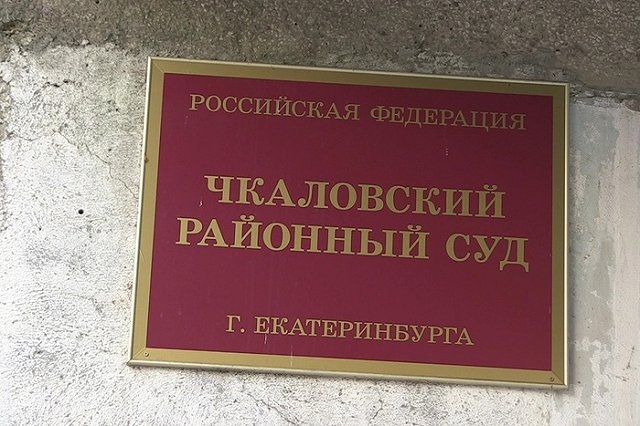 РОССИЙСКАЯ ФЕДЕРАЦИЯ
ЧКАЛОВСКИЙ
РАЙОННЫЙ СУД
Г. ЕКАТЕРИНБУРГА